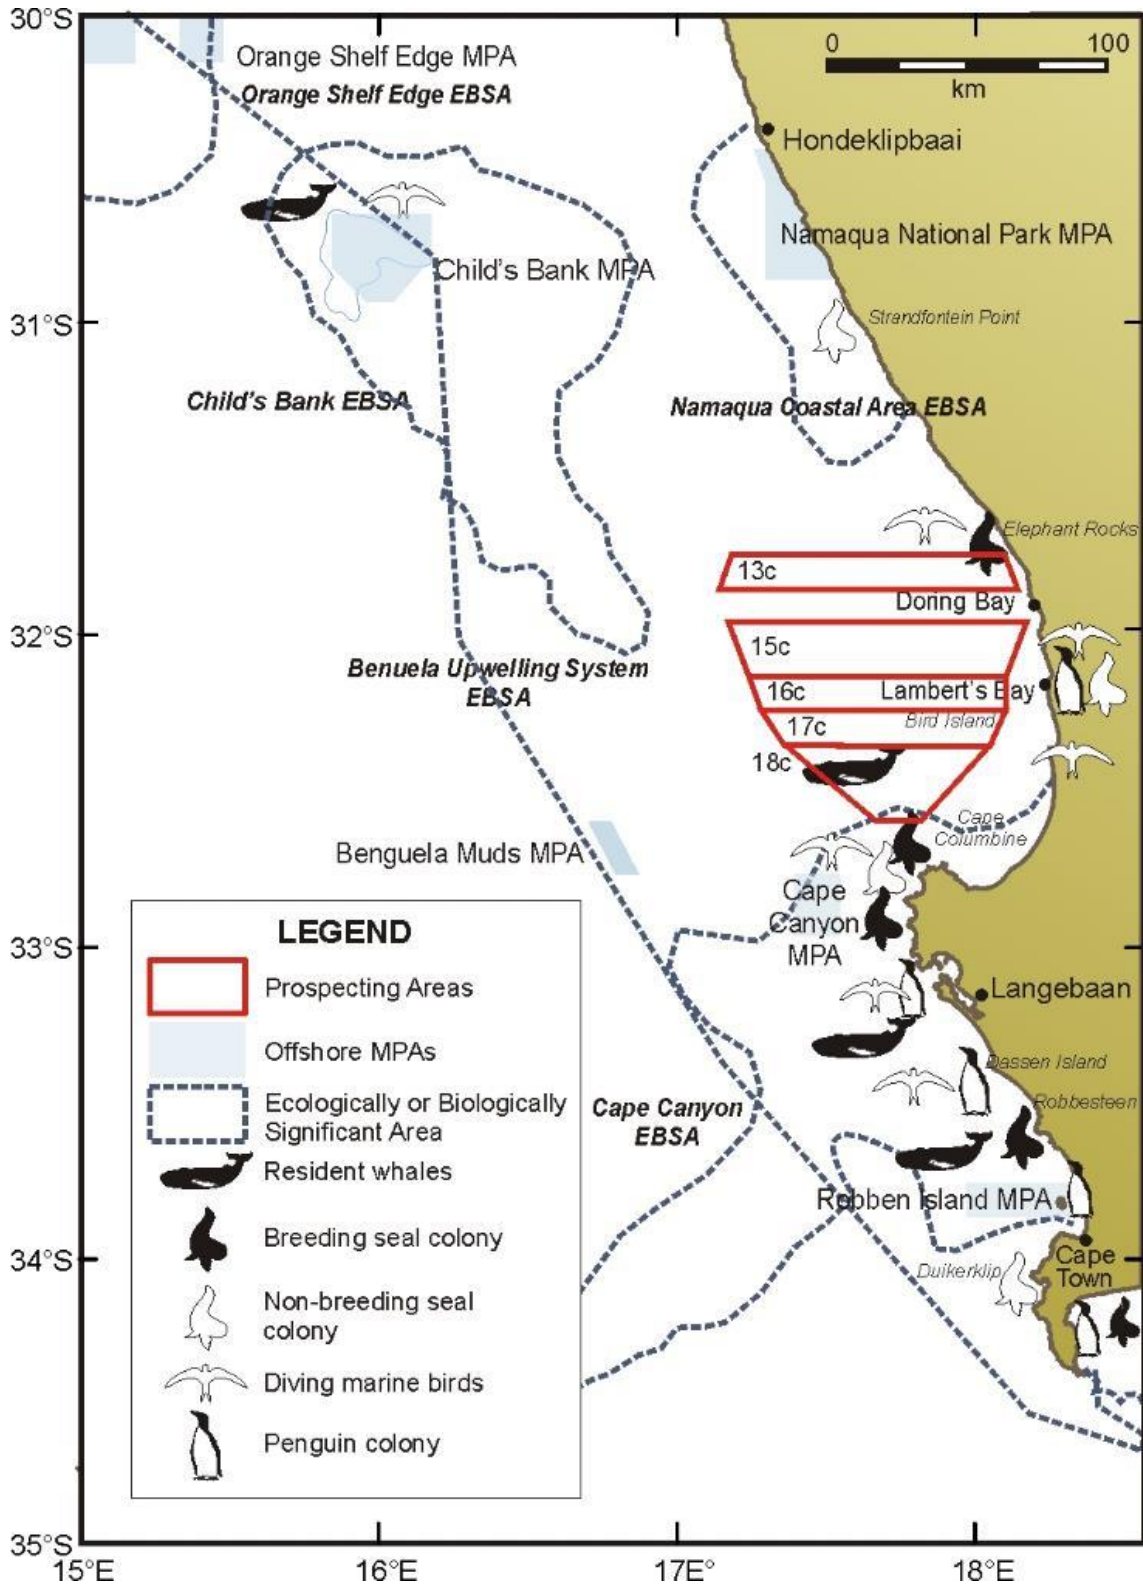 30°S
0
100
km
Orange Shelf Edge MPA
Orange Shelf Edge EBSA
Hondeklipbaai
Namaqua National Park MPA
Child's Bank MPA
31°S
Strandfontein Point
Child's Bank EBSA
Namaqua Coastal Area EBSA
Elephant Rocks
13c
Doring Bay
32°S
15c
Benuela Upwelling System
EBSA
16c
Lambert's Bay
Bird Island
17c
18c
Cape
Columbine
Benguela Muds MPA
Cape
Canyon
MPA
33°S
Langebaan
Dassen Island
Robbesteen
Cape Canyon
EBSA
Robben Island MPA
34°S
Duikerklip
Cape
Town
LEGEND
Prospecting Areas
Offshore MPAs
Ecologically or Biologically
Significant Area
Resident whales
Breeding seal colony
Non-breeding seal
colony
Diving marine birds
Penguin colony
35°S
15°E
16°E
17°E°
18°E